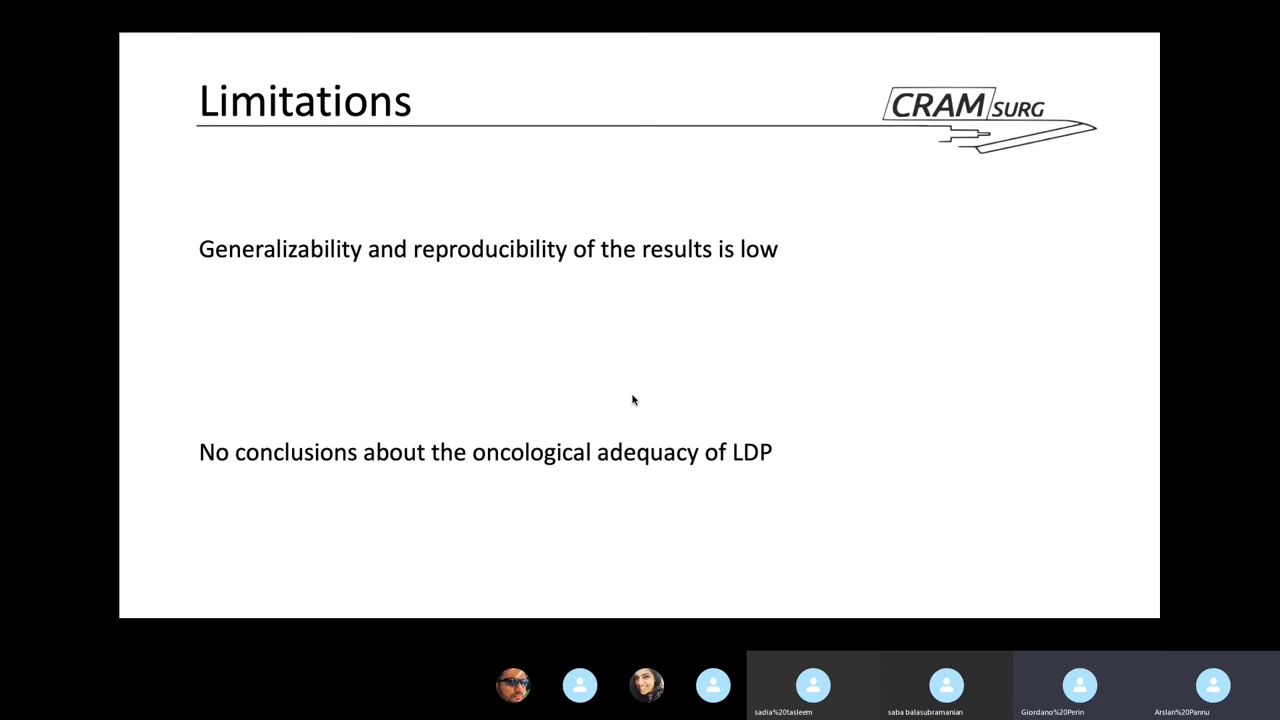 Limitations
CRAM SURG
Generalizability and reproducibility of the results is low
No conclusions about the oncological adequacy of LDP
sadia%20tasleem
saba balasubramanian
Giordano%20Perin
Arslan%20Pannu